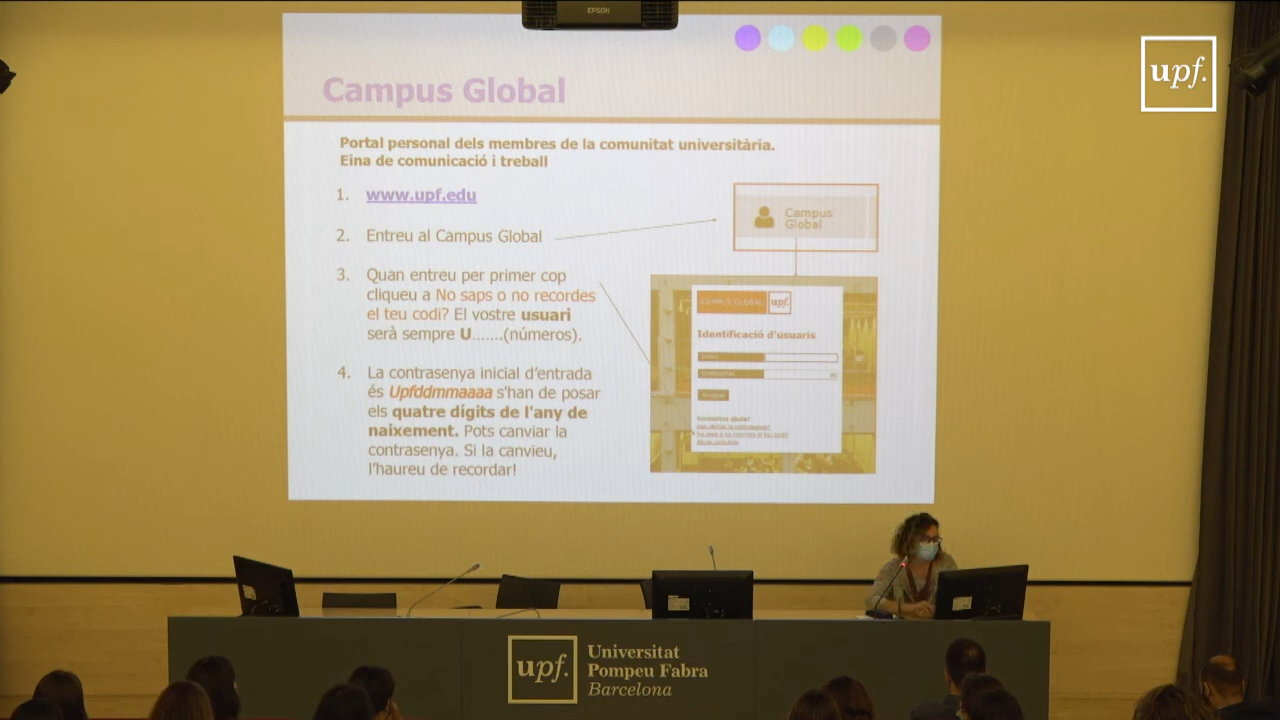 EPSON
upf.
Campus Global
Portal personal dels membres de la comunitat universitària.
Eina de comunicació i treball
1. www.upf.edu
2. Entreu al Campus Global
3. Quan entreu per primer cop
cliqueu a No saps o no recordes
el teu codi? El vostre usuari
serà sempre U.......(números).
4. La contrasenya inicial d'entrada
és Upfddmmaaaa s'han de posar
els quatre dígits de l'any de
naixement. Pots canviar la
contrasenya. Si la canvieu,
l'haureu de recordar!
Campus
Global
CAMPUS GLOBAL upf.
Identificació d'usuaris
upf.
Universitat
Pompeu Fabra
Barcelona